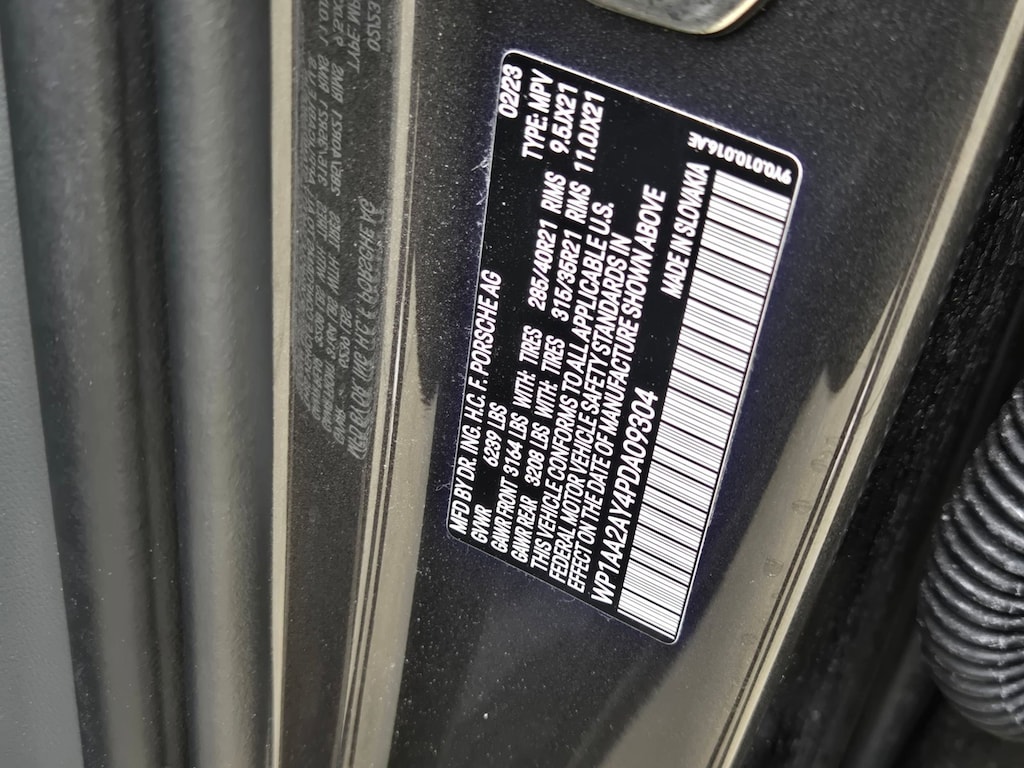 MFD BY DR. ING. H.C. F. PORSCHE AG 02/23
GVWR 6239 LBS TYPE: MPV
GAWR FRONT 3164 LBS WITH: TIRES 285/40R21 RIMS 9.5JX21
GAWR REAR 3208 LBS WITH: TIRES 315/35R21 RIMS 11.0JX21
THIS VEHICLE CONFORMS TO ALL APPLICABLE U.S.
FEDERAL MOTOR VEHICLE SAFETY STANDARDS IN
EFFECT ON THE DATE OF MANUFACTURE SHOWN ABOVE
WP1AA2AY4PDA09304 MADE IN SLOVAKIA
9Y0.010.016.AE